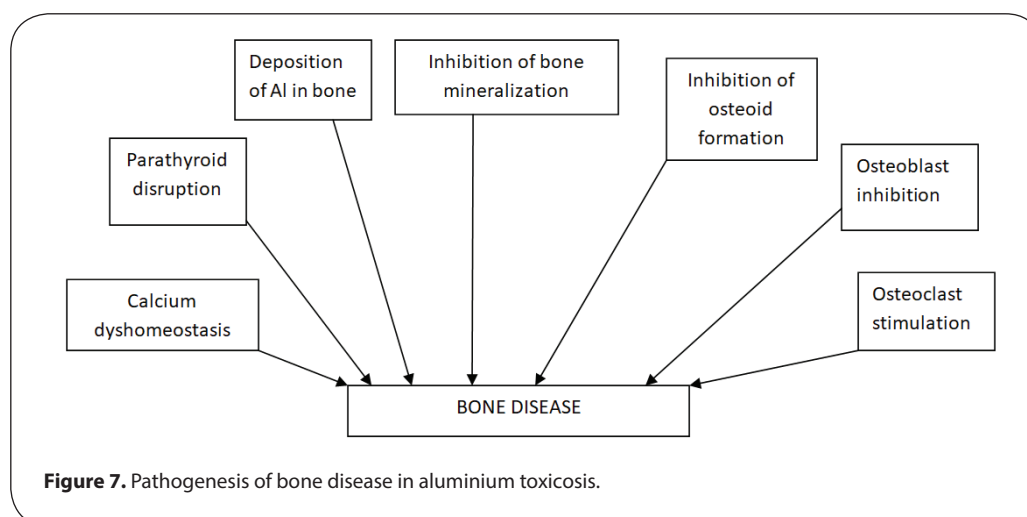 Deposition
of Al in bone
Inhibition of bone
mineralization
Inhibition of
osteoid
formation
Parathyroid
disruption
Osteoblast
inhibition
Calcium
dyshomeostasis
Osteoclast
stimulation
BONE DISEASE
Figure 7. Pathogenesis of bone disease in aluminium toxicosis.